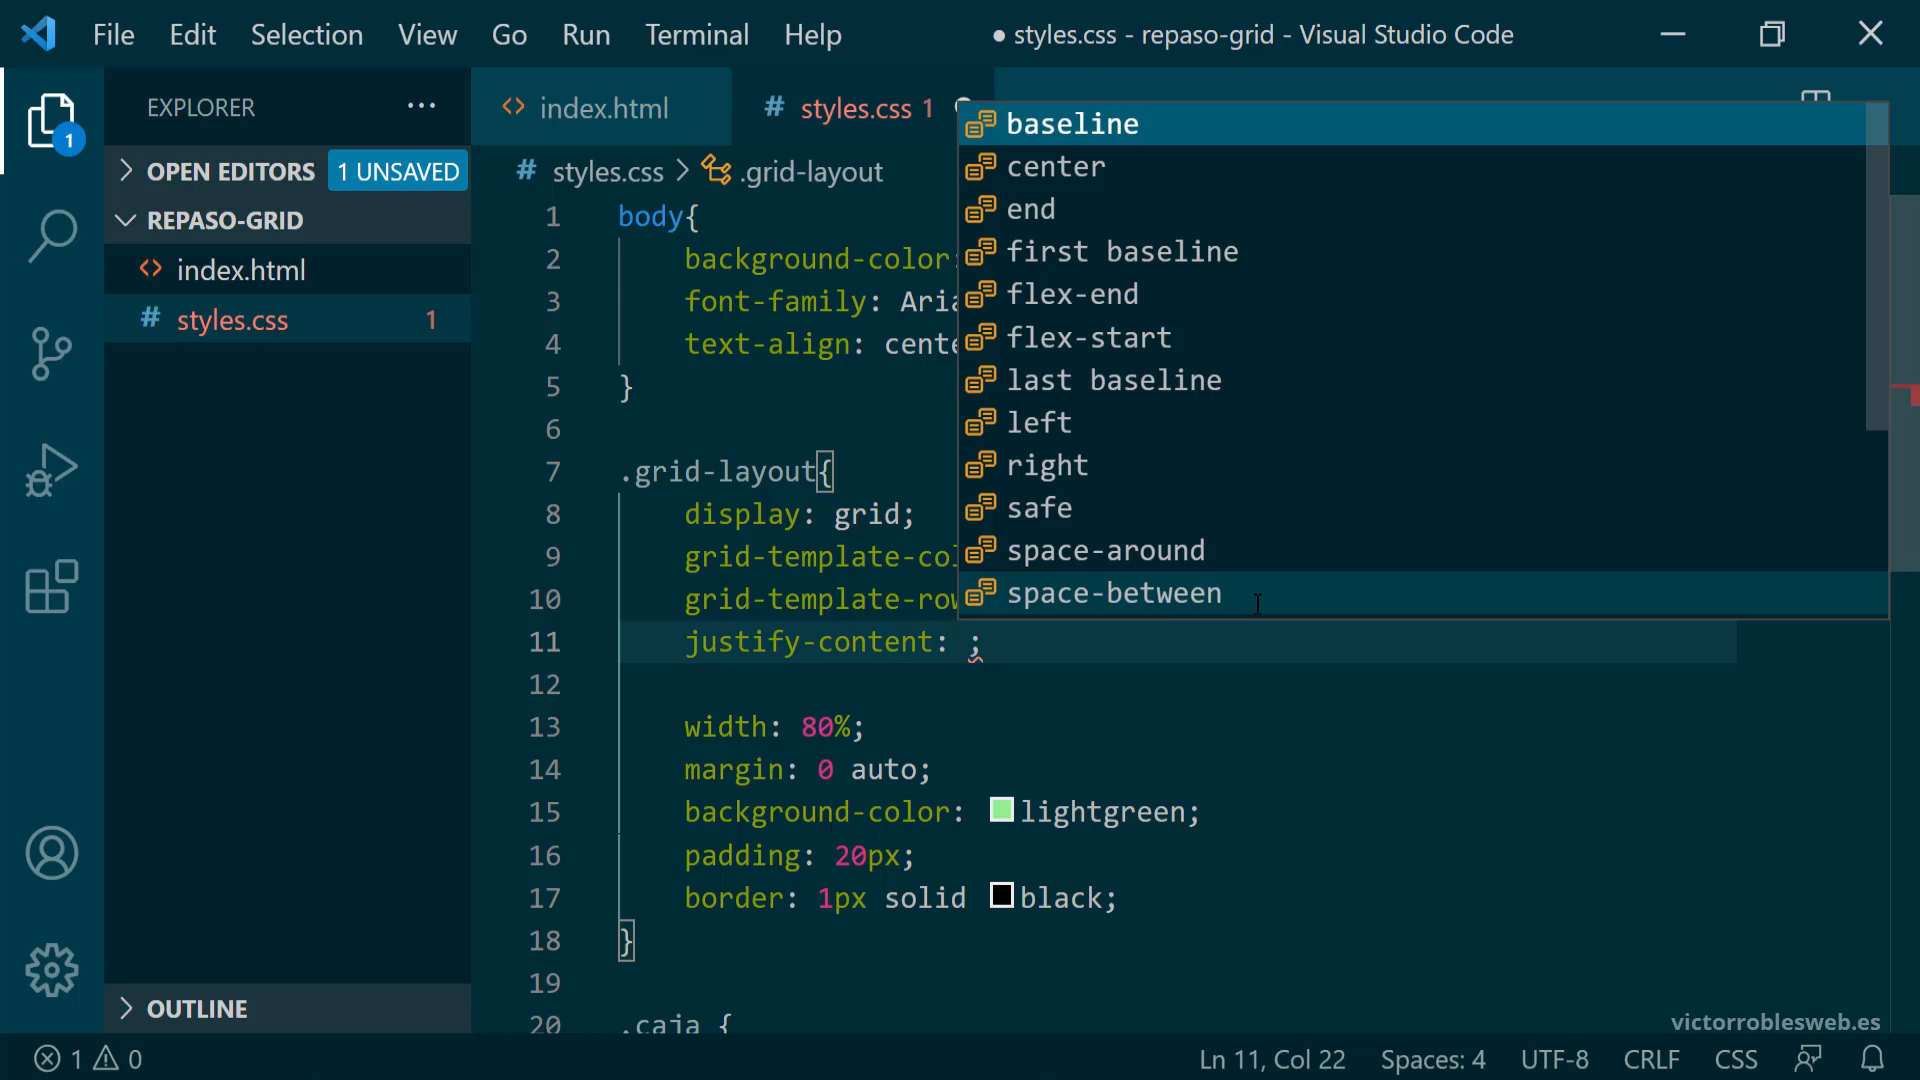 File Edit Selection View Go Run Terminal Help ● styles.css - repaso-grid - Visual Studio Code
EXPLORER ···
index.html
# styles.css 1
1
OPEN EDITORS 1 UNSAVED
REPASO-GRID
index.html
# styles.css 1
# styles.css > .grid-layout
1 body{
2 background-color:
3 font-family: Aria
4 text-align: cente
5 }
6
7 .grid-layout{
8 display: grid;
9 grid-template-col
10 grid-template-row
11 justify-content: ;
12
13 width: 80%;
14 margin: 0 auto;
15 background-color: lightgreen;
16 padding: 20px;
17 border: 1px solid black;
18 }
19
20 .caja {
baseline
center
end
first baseline
flex-end
flex-start
last baseline
left
right
safe
space-around
space-between
OUTLINE
victorroblesweb.es
1 0
Ln 11, Col 22 Spaces: 4 UTF-8 CRLF CSS